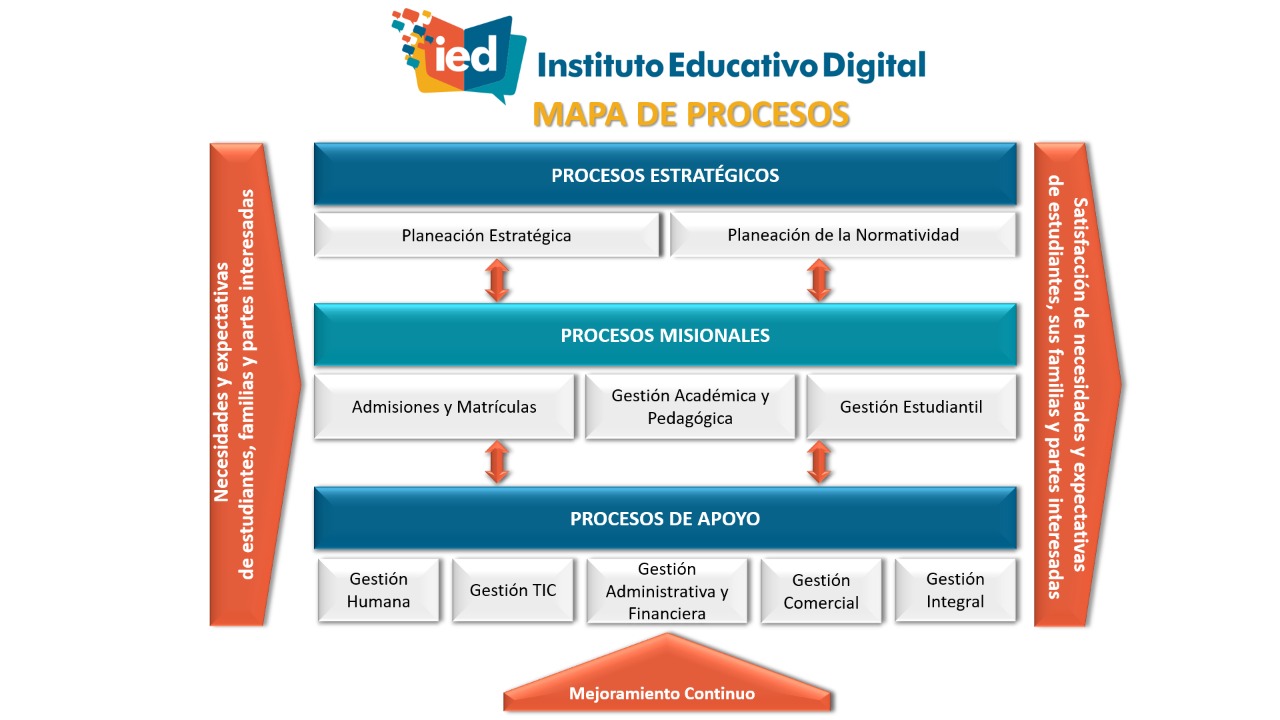 ied
Instituto Educativo Digital
MAPA DE PROCESOS
Necesidades y expectativas
de estudiantes, familias y partes interesadas
PROCESOS ESTRATÉGICOS
Planeación Estratégica
Planeación de la Normatividad
PROCESOS MISIONALES
Admisiones y Matrículas
Gestión Académica y
Pedagógica
Gestión Estudiantil
PROCESOS DE APOYO
Gestión
Humana
Gestión TIC
Gestión
Administrativa y
Financiera
Gestión
Comercial
Gestión
Integral
Satisfacción de necesidades y expectativas
de estudiantes, sus familias y partes interesadas
Mejoramiento Continuo